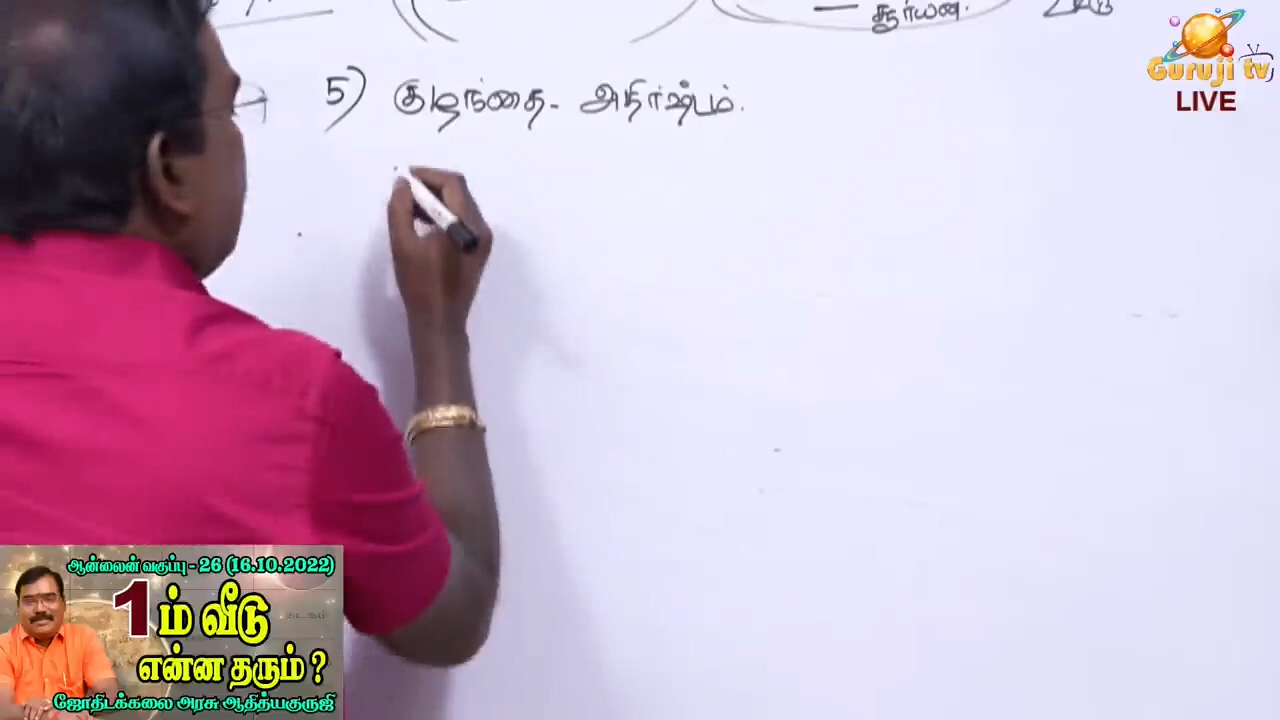 — சூரியன்.
Guruji tv
LIVE
5) குழந்தை - அதிர்ஷ்டம்.
ஆன்லைன் வகுப்பு - 26 (16.10.2022)
1ம் வீடு
என்ன தரும் ?
ஜோதிடக்கலை அரசு ஆதித்யகுருஜி